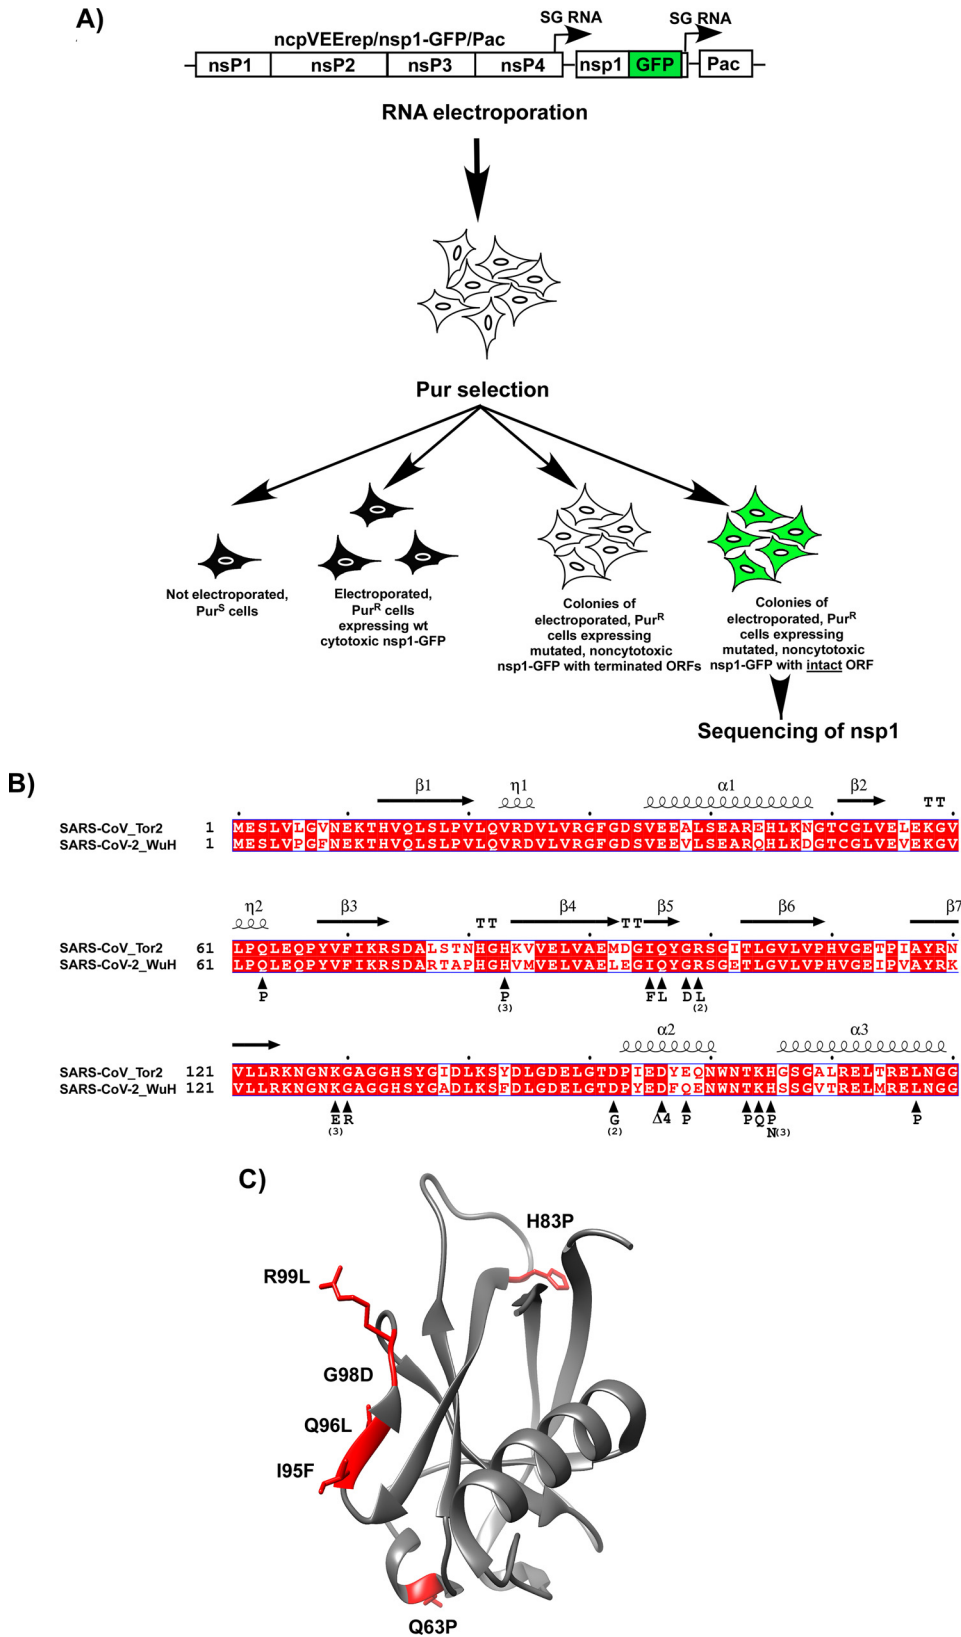 A)
SG RNA
SG RNA
ncpVEErep/nsp1-GFP/Pac
nsP1 nsP2 nsP3 nsP4 nsp1 GFP Pac
RNA electroporation
Pur selection
Not electroporated,
Pur^S cells
Electroporated,
Pur^R cells
expressing wt
cytotoxic nsp1-GFP
Colonies of
electroporated, Pur^R
cells expressing
mutated, noncytotoxic
nsp1-GFP with terminated ORFs
Colonies of
electroporated, Pur^R
cells expressing
mutated, noncytotoxic
nsp1-GFP with intact ORF
Sequencing of nsp1
B)
β1 η1 α1 β2 TT
SARS-CoV_Tor2 1 MESLVLGVNEKTHVQLSLPVLQVRDVLVRGFGDSVEEALSEAREHLKNGTCGLVELEKGV
SARS-CoV-2_WuH 1 MESLVPGFNEKTHVQLSLPVLQVRDVLVRGFGDSVEEVLSEARQHLKDGTCGLVEVEKGV
η2 β3 TT β4 TT β5 β6 β7
SARS-CoV_Tor2 61 LPQLEQPYVFIKRSDALSTNHGHKVVELVAEMDGIQYGRSGITLGVLVPHVGETPIAYRN
SARS-CoV-2_WuH 61 LPQLEQPYVFIKRSDARTAPHGHVMVELVAELEGIQYGRSGETLGVLVPHVGEIPVAYRK
P P F L D L
(3) (2)
α2 α3
SARS-CoV_Tor2 121 VLLRKNGNKGAGGHSYGIDLKSYDLGDELGTDPIEDYEQNWNTKHGSGALRELTRELNGG
SARS-CoV-2_WuH 121 VLLRKNGNKGAGGHSYGADLKSFDLGDELGTDPYEDFQENWNTKHSSGVTRELMRELNGG
E R G Δ4 P P Q P P
(3) (2) N(3)
C)
H83P
R99L
G98D
Q96L
I95F
Q63P